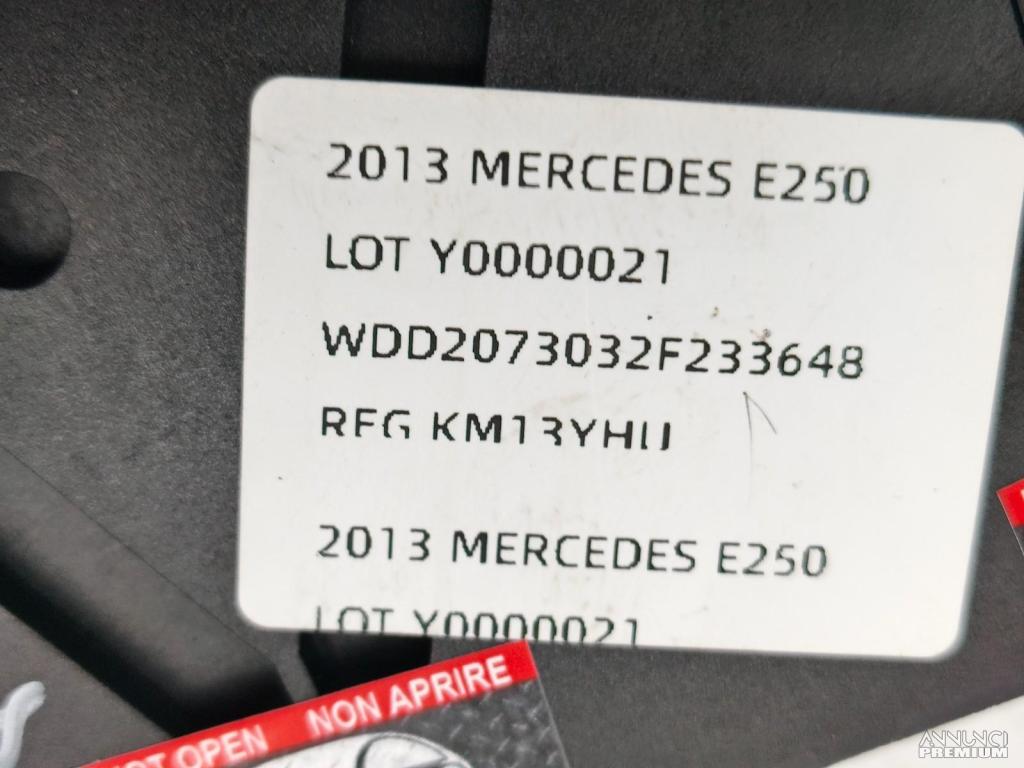 2013 MERCEDES E250
LOT Y0000021
WDD2073032F233648
REG KM13YHU
2013 MERCEDES E250
LOT Y0000021
NOT OPEN NON APRIRE
ANNUNCI
PREMIUM